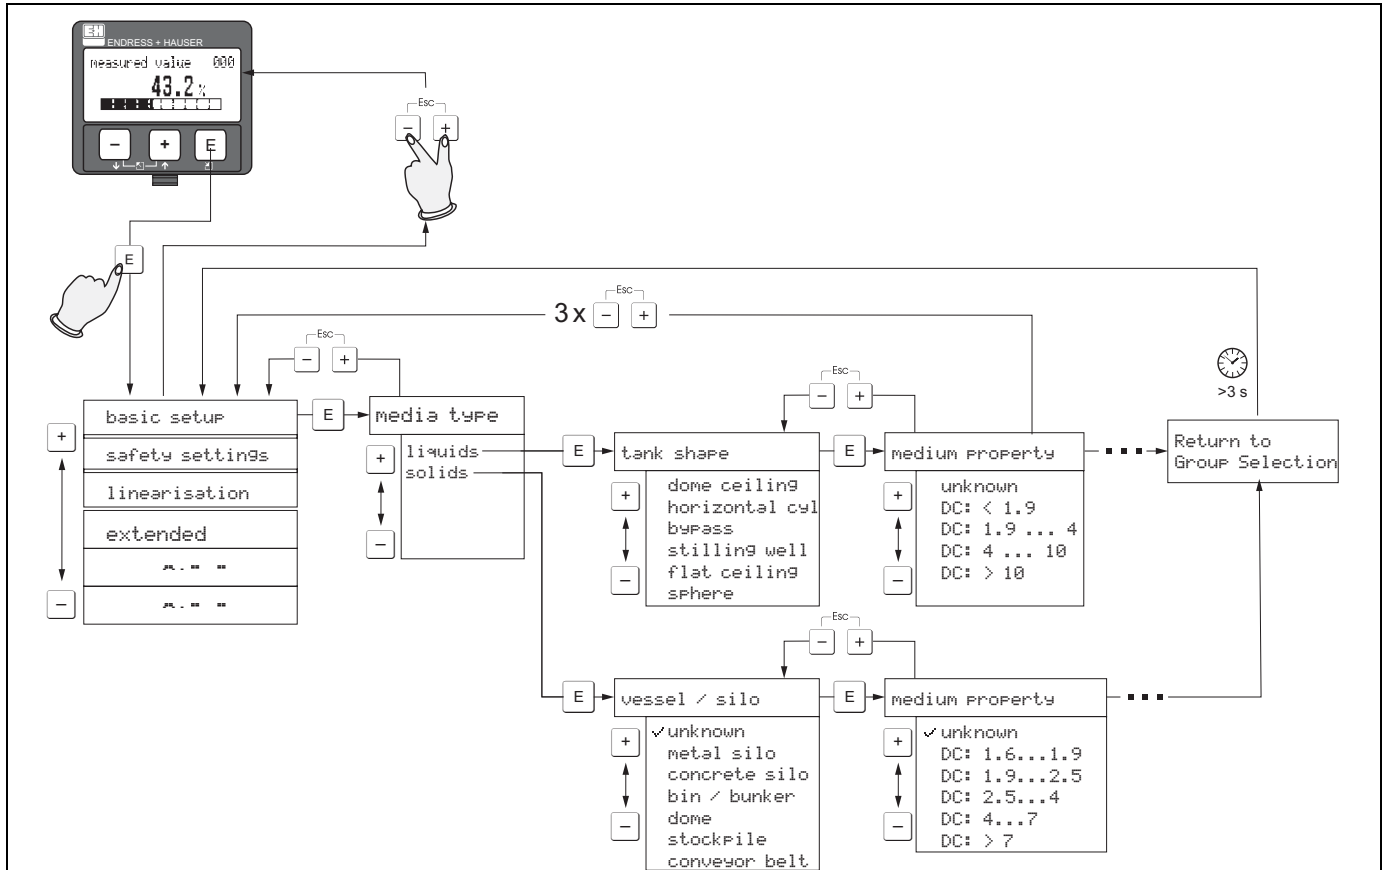 EH
ENDRESS + HAUSER
measured value 000
43.2 %
– + E
Esc
– +
E
Esc
3 x – +
Esc
– +
>3 s
Esc
– +
basic setup
E
media type
+
safety settings
linearisation
extended
–
+
liquids
solids
–
E
tank shape
E
medium property
...
Return to
Group Selection
+
dome ceiling
horizontal cyl
bypass
stilling well
flat ceiling
sphere
–
+
unknown
DC: < 1.9
DC: 1.9 ... 4
DC: 4 ... 10
DC: > 10
–
Esc
– +
E
vessel / silo
E
medium property
...
+
✓unknown
metal silo
concrete silo
bin / bunker
dome
stockpile
conveyor belt
–
+
✓unknown
DC: 1.6...1.9
DC: 1.9...2.5
DC: 2.5...4
DC: 4...7
DC: > 7
–